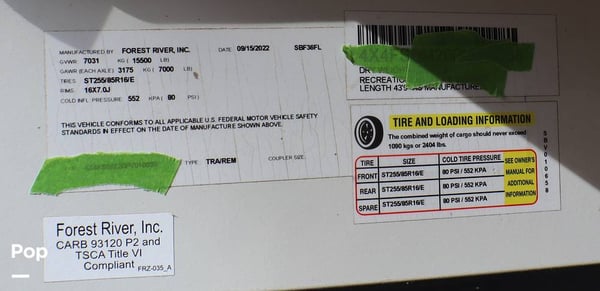 MANUFACTURED BY FOREST RIVER, INC. DATE 09/15/2022 SBF36FL
GVWR 7031 KG ( 15500 LB)
GAWR (EACH AXLE) 3175 KG ( 7000 LB)
TIRES ST255/85R16/E
RIMS 16X7.0J
COLD INFL PRESSURE 552 KPA ( 80 PSI)
THIS VEHICLE CONFORMS TO ALL APPLICABLE U.S. FEDERAL MOTOR VEHICLE SAFETY
STANDARDS IN EFFECT ON THE DATE OF MANUFACTURE SHOWN ABOVE.
TYPE TRA/REM COUPLER SIZE:
Forest River, Inc.
CARB 93120 P2 and
TSCA Title VI
Compliant FRZ-035_A
RECREATION
LENGTH 43'9" AS MANUFACTURED
TIRE AND LOADING INFORMATION
The combined weight of cargo should never exceed
1090 kgs or 2404 lbs.
TIRE SIZE COLD TIRE PRESSURE SEE OWNER'S MANUAL FOR ADDITIONAL INFORMATION
FRONT ST255/85R16/E 80 PSI / 552 KPA
REAR ST255/85R16/E 80 PSI / 552 KPA
SPARE ST255/85R16/E 80 PSI / 552 KPA
SBV010658
Pop